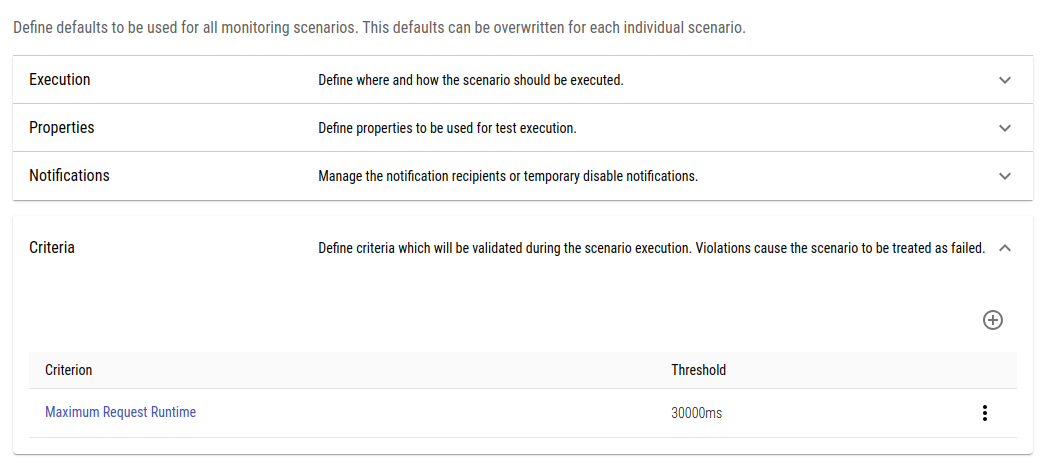 Define defaults to be used for all monitoring scenarios. This defaults can be overwritten for each individual scenario.
Execution Define where and how the scenario should be executed.
Properties Define properties to be used for test execution.
Notifications Manage the notification recipients or temporary disable notifications.
Criteria Define criteria which will be validated during the scenario execution. Violations cause the scenario to be treated as failed.
Criterion Threshold
Maximum Request Runtime 30000ms